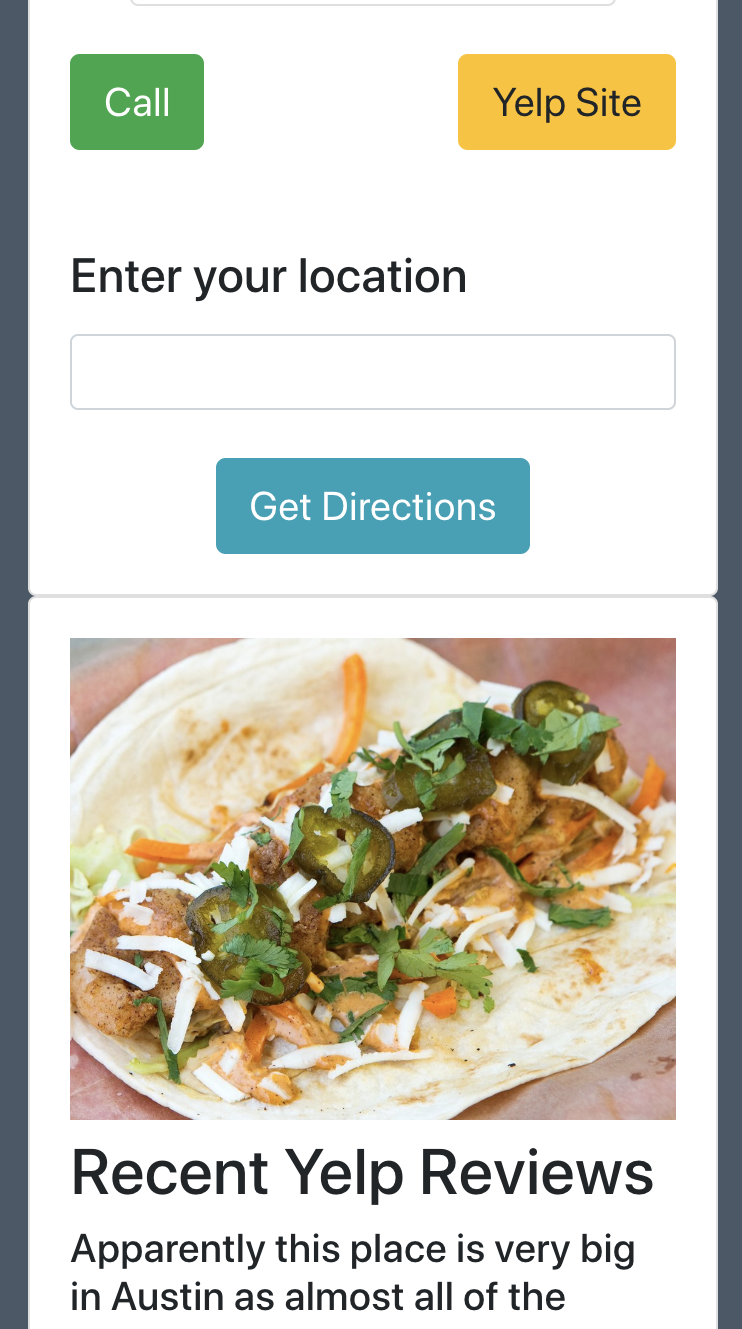 Call
Yelp Site
Enter your location
Get Directions
Recent Yelp Reviews
Apparently this place is very big
in Austin as almost all of the